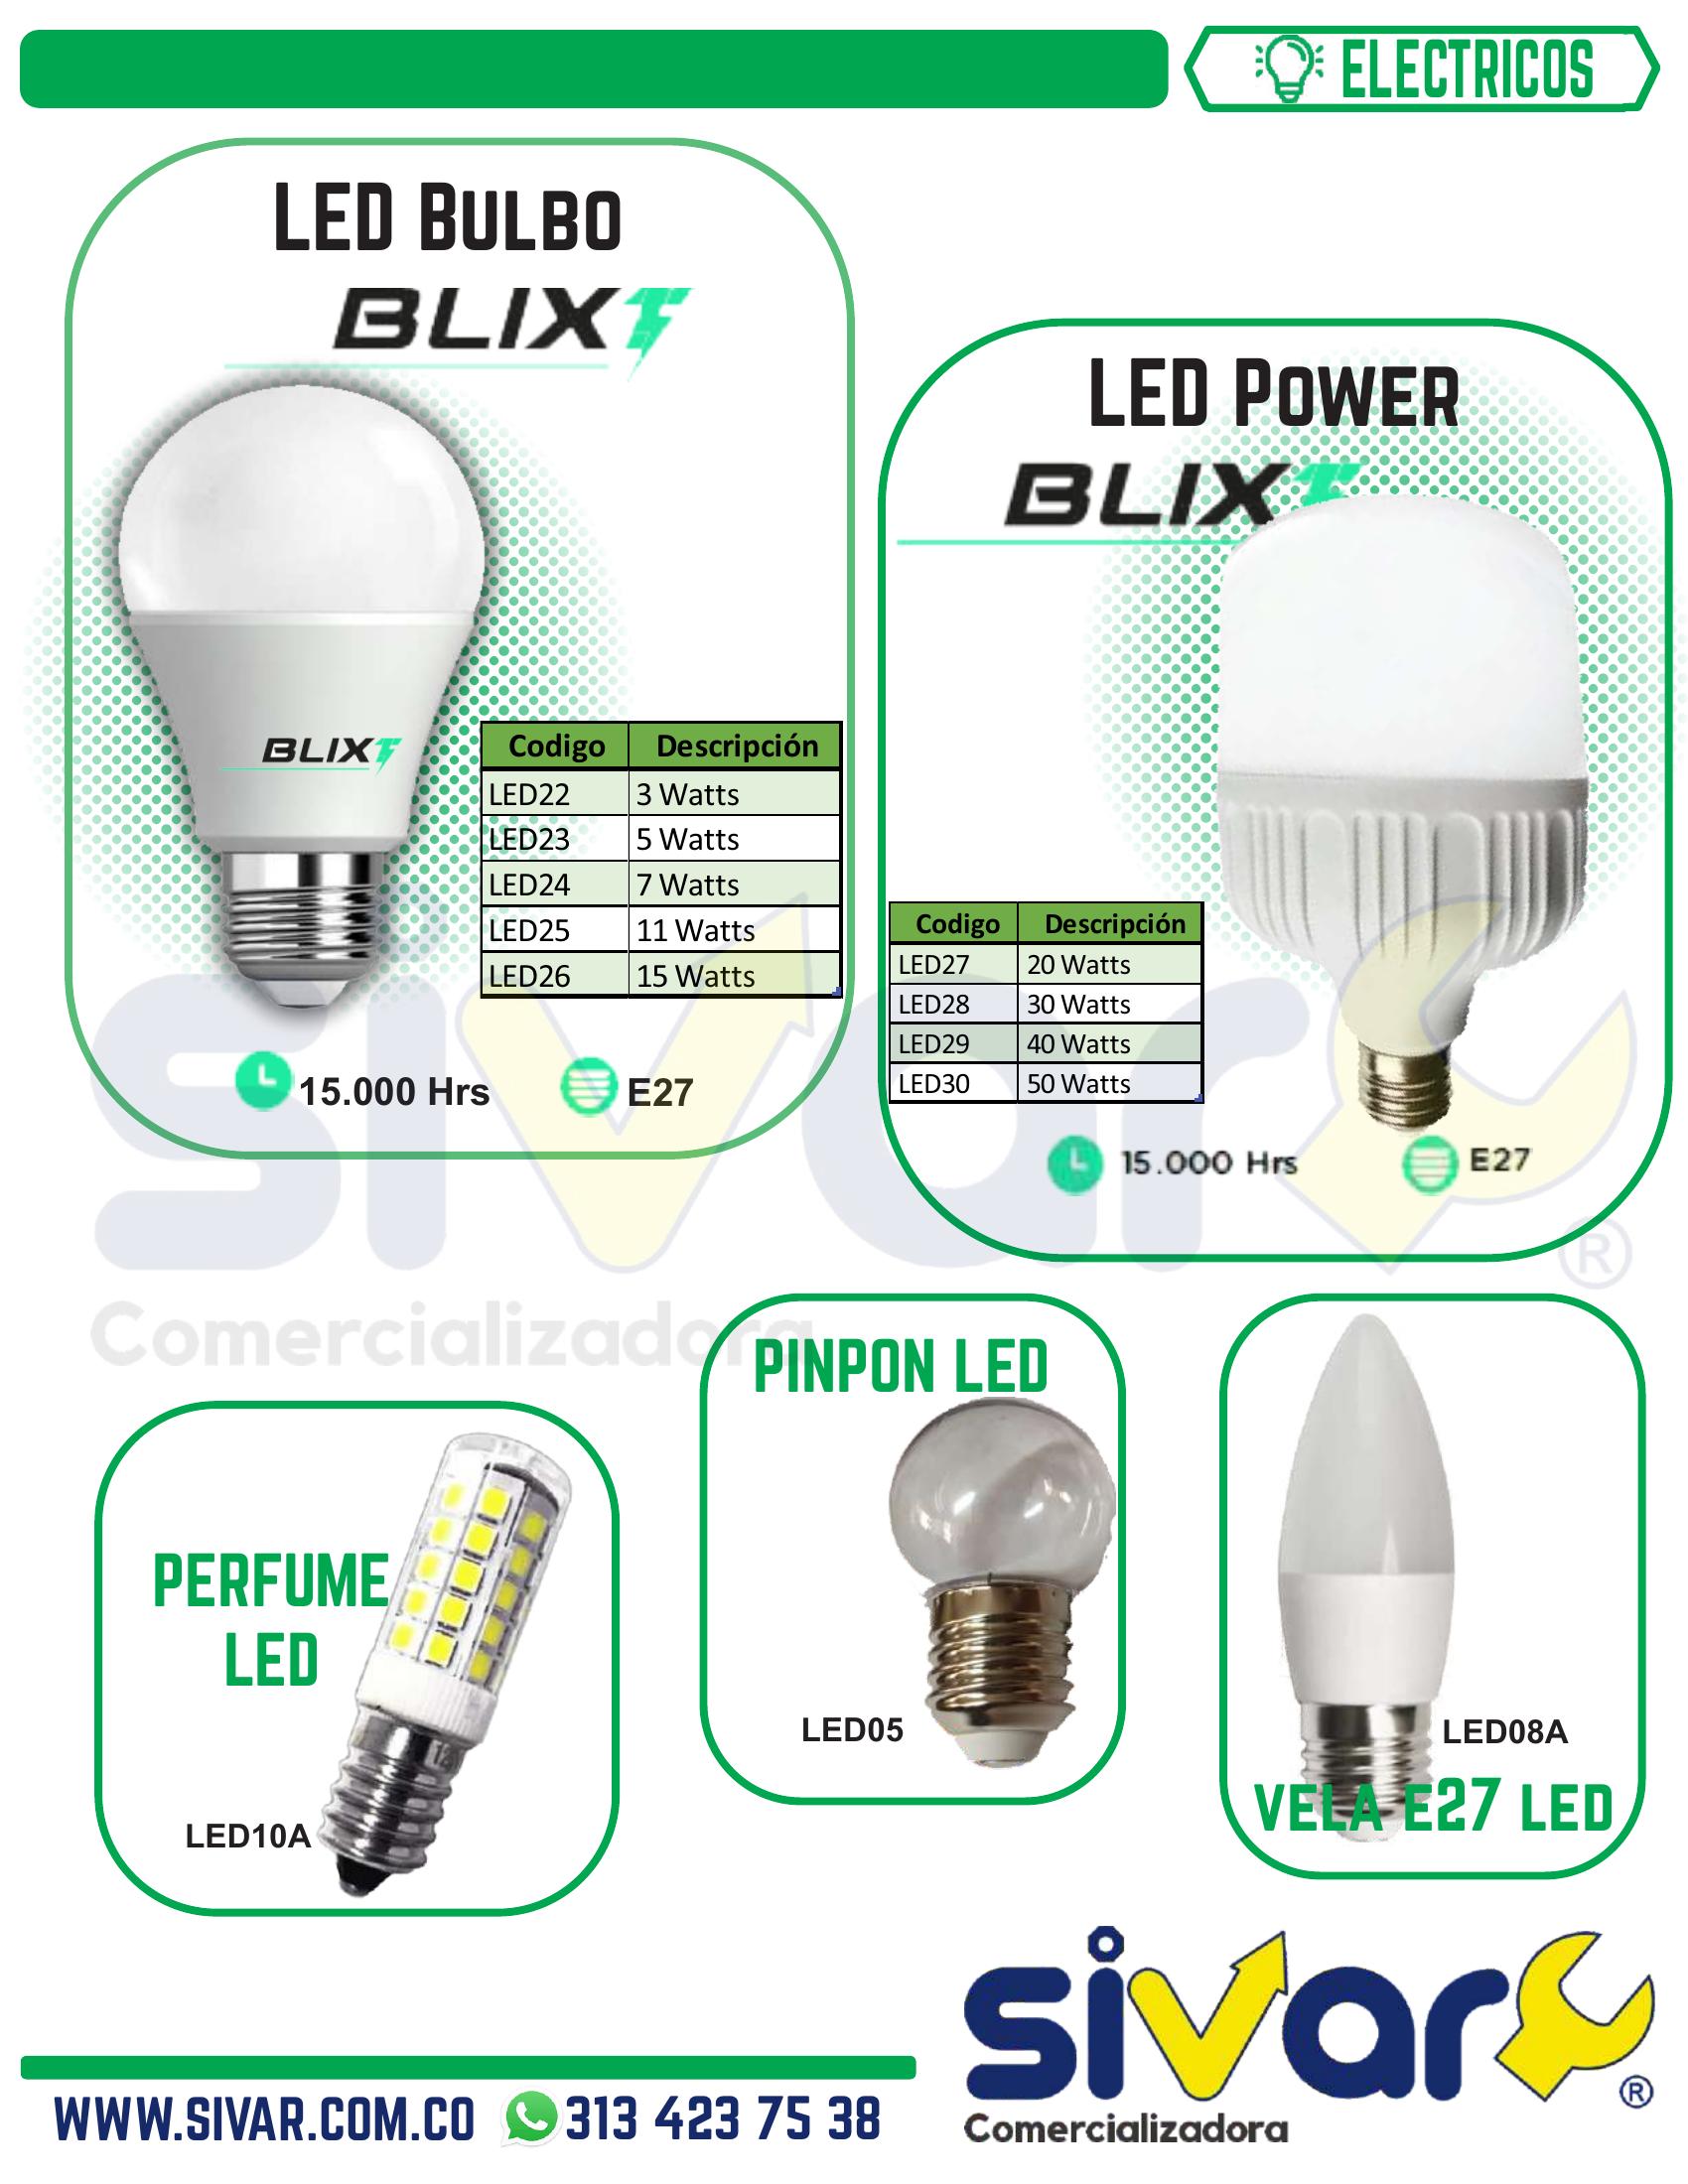 ELECTRICOS
LED BULBO
BLIXT
BLIXT
Codigo Descripción
LED22 3 Watts
LED23 5 Watts
LED24 7 Watts
LED25 11 Watts
LED26 15 Watts
15.000 Hrs E27
LED POWER
BLIXT
Codigo Descripción
LED27 20 Watts
LED28 30 Watts
LED29 40 Watts
LED30 50 Watts
15.000 Hrs E27
sivar
®
Comercializadora
PERFUME
LED
LED10A
PINPON LED
LED05
LED08A
VELA E27 LED
sivar
®
Comercializadora
WWW.SIVAR.COM.CO 313 423 75 38